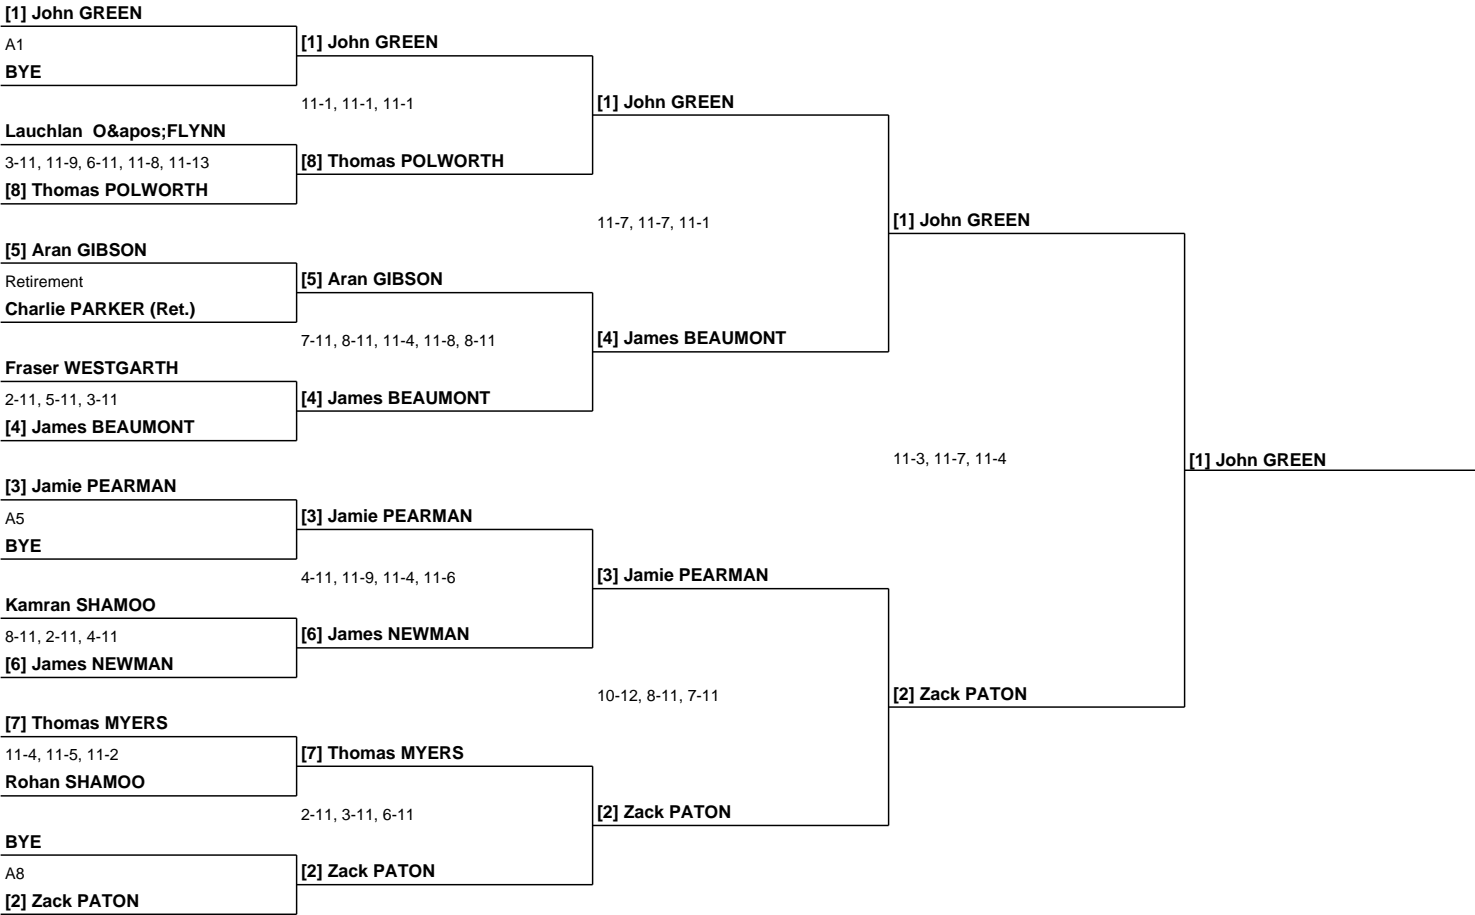 [1] John GREEN
A1
BYE
Lauchlan  O&apos;FLYNN
3-11, 11-9, 6-11, 11-8, 11-13
[8] Thomas POLWORTH
[5] Aran GIBSON
Retirement
Charlie PARKER (Ret.)
Fraser WESTGARTH
2-11, 5-11, 3-11
[4] James BEAUMONT
[3] Jamie PEARMAN
A5
BYE
Kamran SHAMOO
8-11, 2-11, 4-11
[6] James NEWMAN
[7] Thomas MYERS
11-4, 11-5, 11-2
Rohan SHAMOO
BYE
A8
[2] Zack PATON
[1] John GREEN
11-1, 11-1, 11-1
[8] Thomas POLWORTH
[5] Aran GIBSON
7-11, 8-11, 11-4, 11-8, 8-11
[4] James BEAUMONT
[3] Jamie PEARMAN
4-11, 11-9, 11-4, 11-6
[6] James NEWMAN
[7] Thomas MYERS
2-11, 3-11, 6-11
[2] Zack PATON
[1] John GREEN
11-7, 11-7, 11-1
[4] James BEAUMONT
[3] Jamie PEARMAN
10-12, 8-11, 7-11
[2] Zack PATON
[1] John GREEN
11-3, 11-7, 11-4
[2] Zack PATON
[1] John GREEN